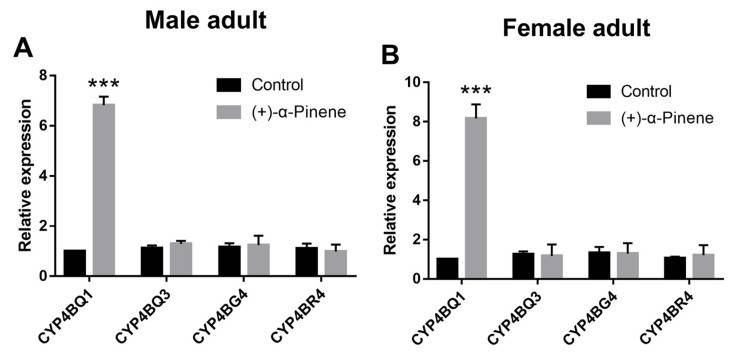 Male adult
A
***
Control
(+)-α-Pinene
Relative expression
8
6
4
2
0
CYP4BQ1
CYP4BQ3
CYP4BG4
CYP4BR4
Female adult
B
***
Control
(+)-α-Pinene
Relative expression
10
8
6
4
2
0
CYP4BQ1
CYP4BQ3
CYP4BG4
CYP4BR4